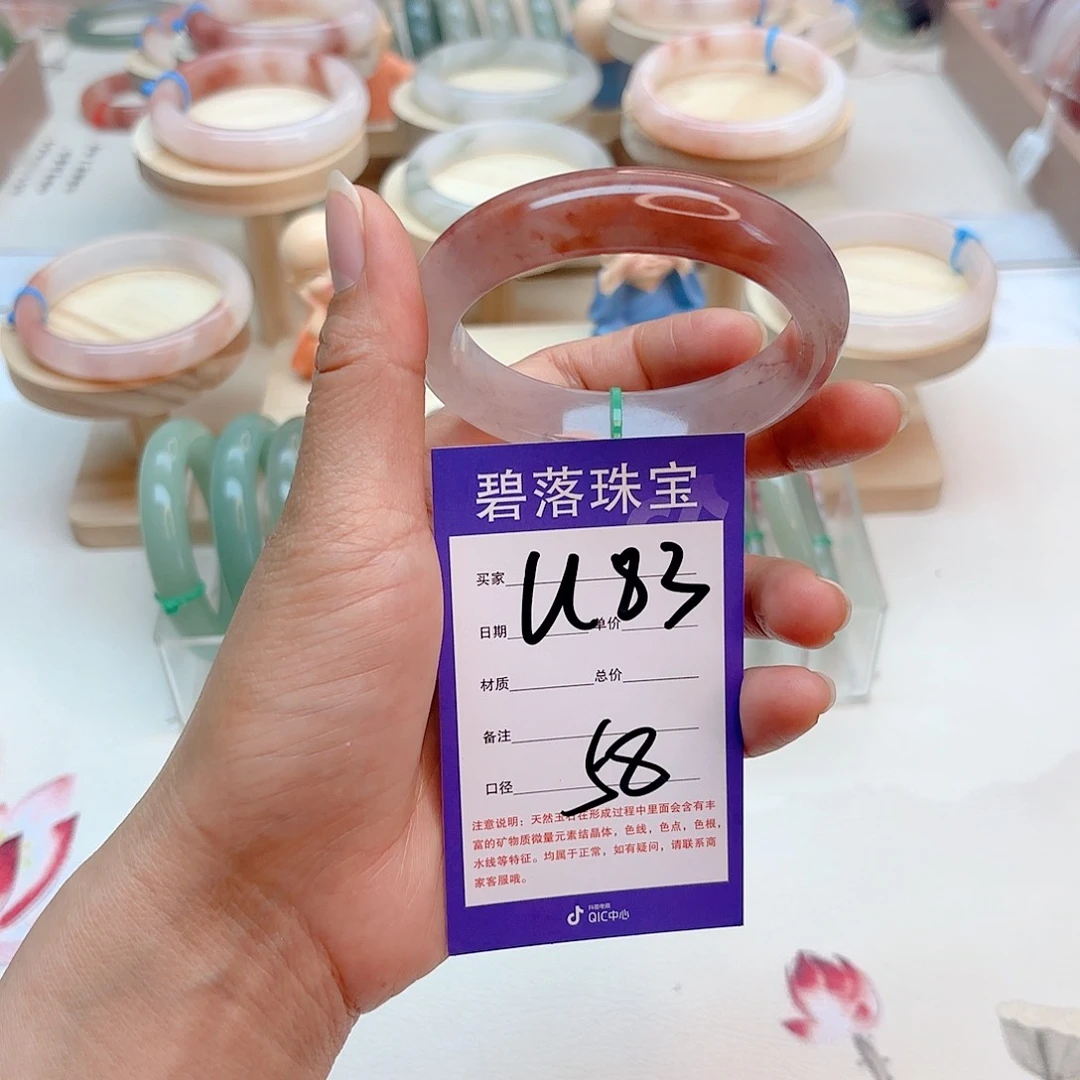 碧落珠宝
买家 U83
日期 单价
材质 总价
备注
口径 58
注意说明：天然玉石在形成过程中里面会含有丰
富的矿物质微量元素结晶体，色线，色点，色根，
水线等特征。均属于正常，如有疑问，请联系商
家客服哦。
抖音电商
QIC中心